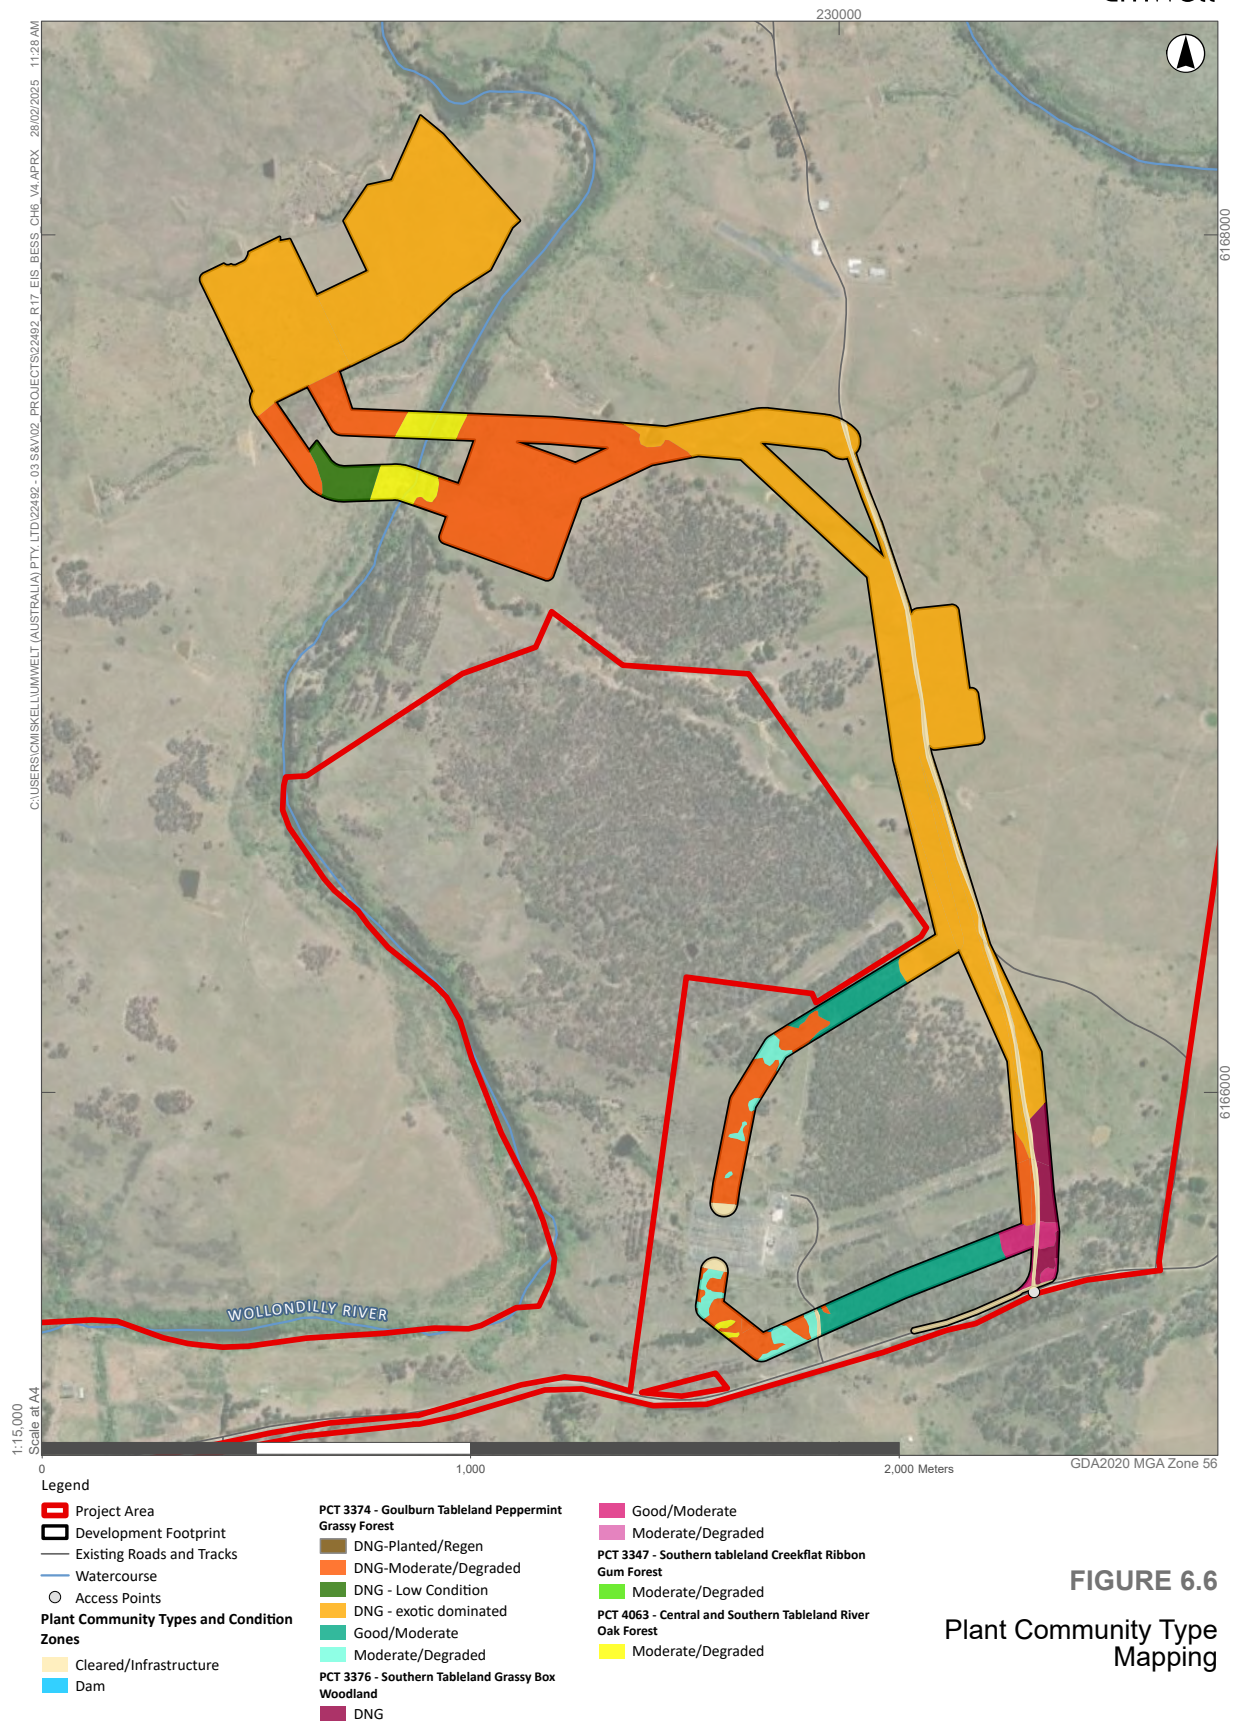 230000
C:\USERS\CMISKELL\UMWELT (AUSTRALIA) PTY. LTD\22492 - 03 S&V\02_PROJECTS\22492_R17_EIS_BESS_CH6_V4.APRX   28/02/2025   11:28 AM
6168000
6166000
WOLLONDILLY RIVER
1:15,000
Scale at A4
0
1,000
2,000 Meters
GDA2020 MGA Zone 56
Legend
Project Area
Development Footprint
Existing Roads and Tracks
Watercourse
Access Points
Plant Community Types and Condition
Zones
Cleared/Infrastructure
Dam
PCT 3374 - Goulburn Tableland Peppermint
Grassy Forest
DNG-Planted/Regen
DNG-Moderate/Degraded
DNG - Low Condition
DNG - exotic dominated
Good/Moderate
Moderate/Degraded
PCT 3376 - Southern Tableland Grassy Box
Woodland
DNG
Good/Moderate
Moderate/Degraded
PCT 3347 - Southern tableland Creekflat Ribbon
Gum Forest
Moderate/Degraded
PCT 4063 - Central and Southern Tableland River
Oak Forest
Moderate/Degraded
FIGURE 6.6
Plant Community Type
Mapping